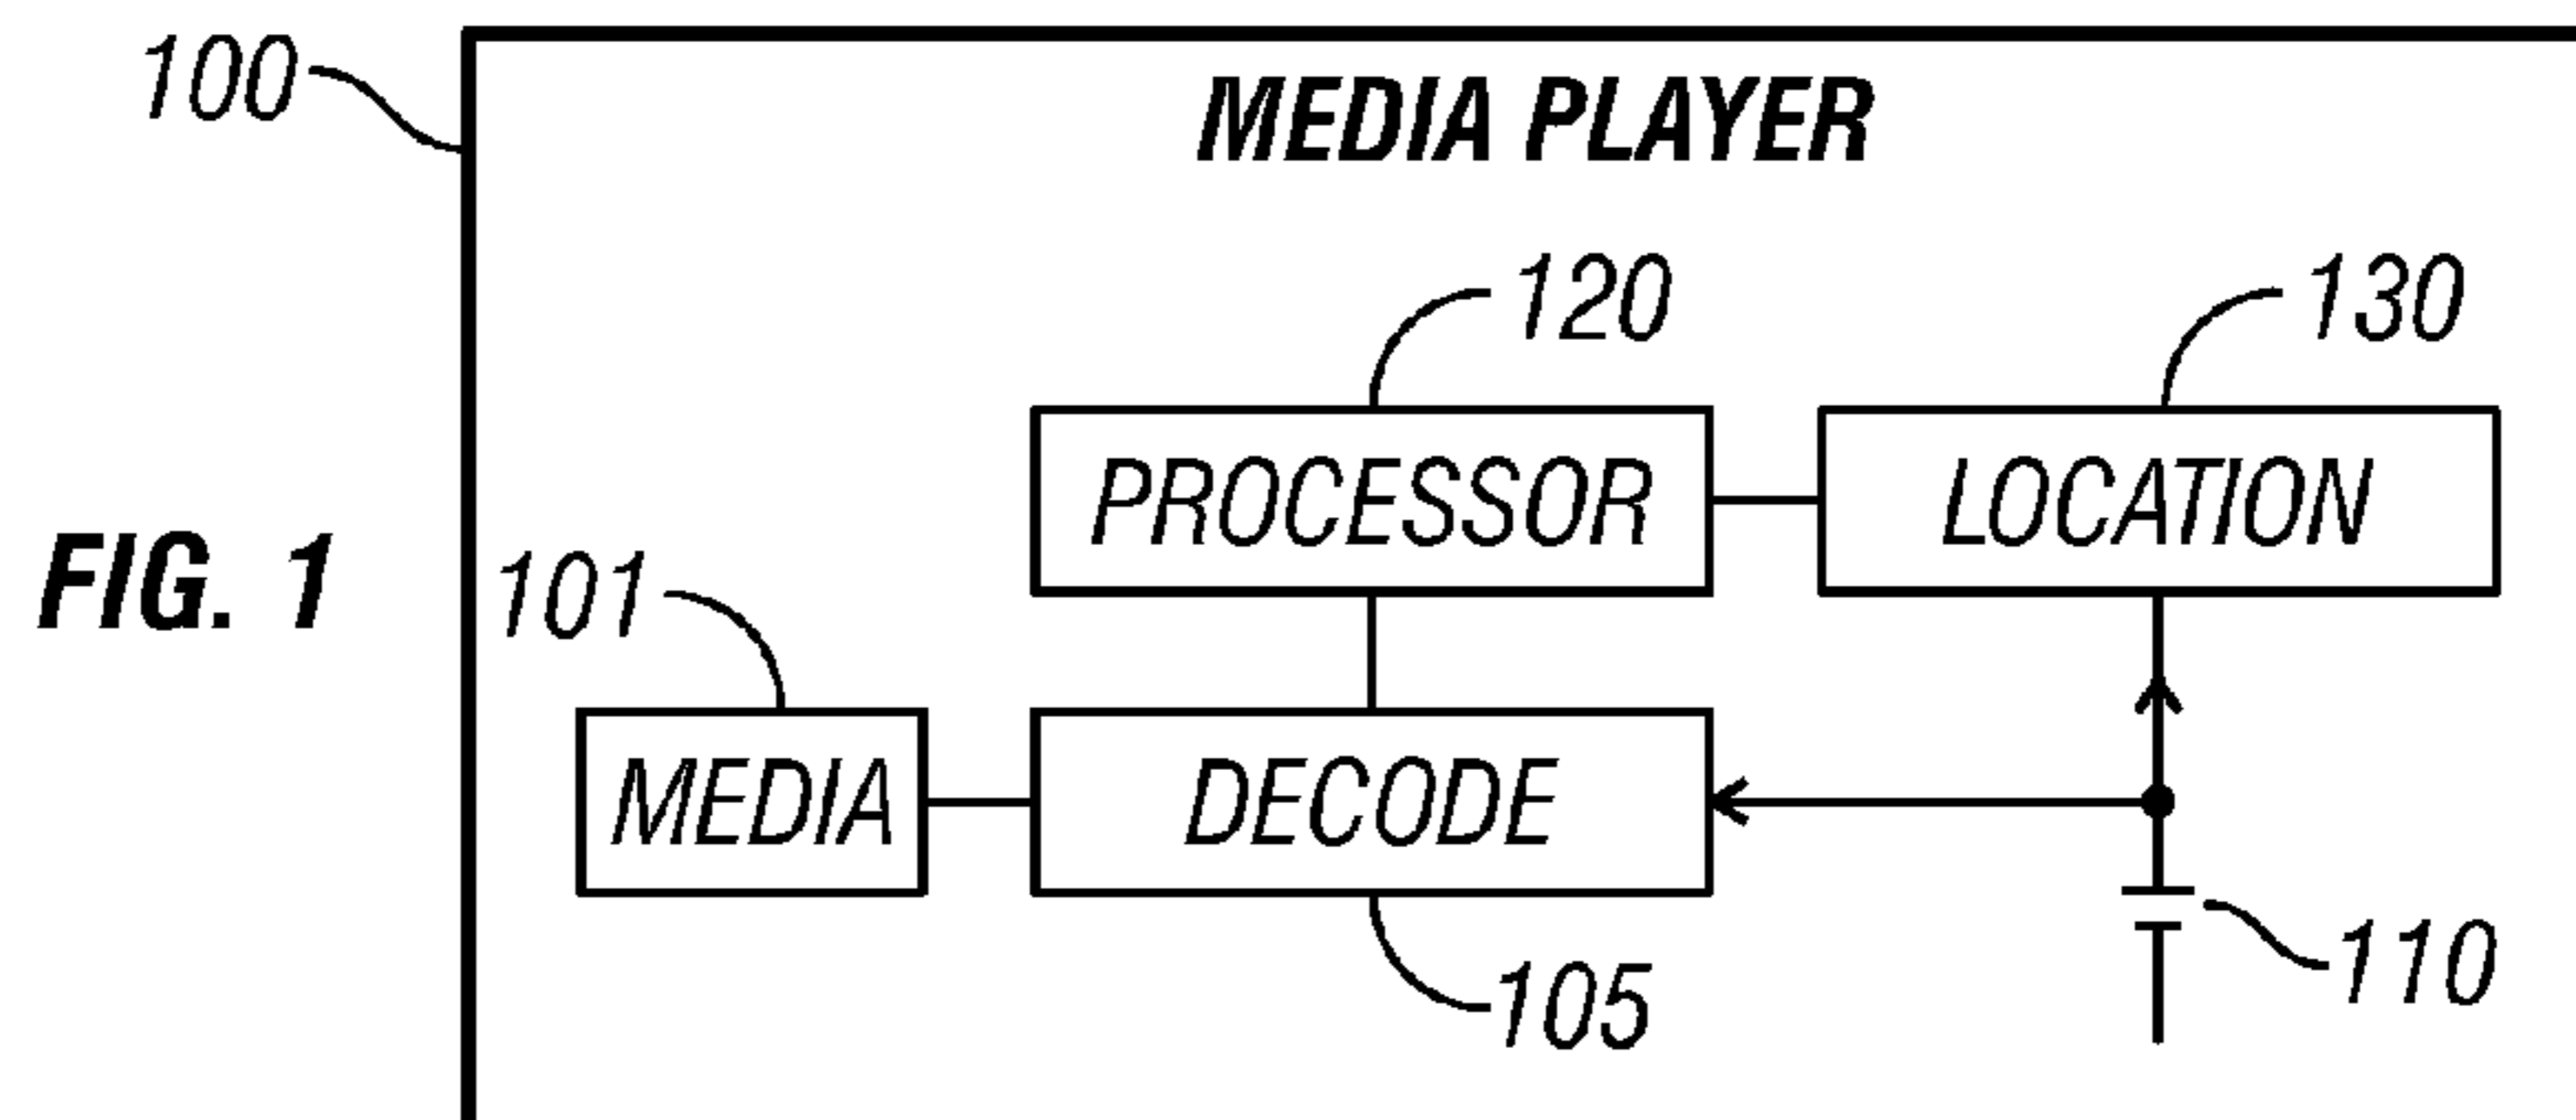 100
MEDIA PLAYER
120
130
PROCESSOR
LOCATION
FIG. 1
101
MEDIA
DECODE
110
105